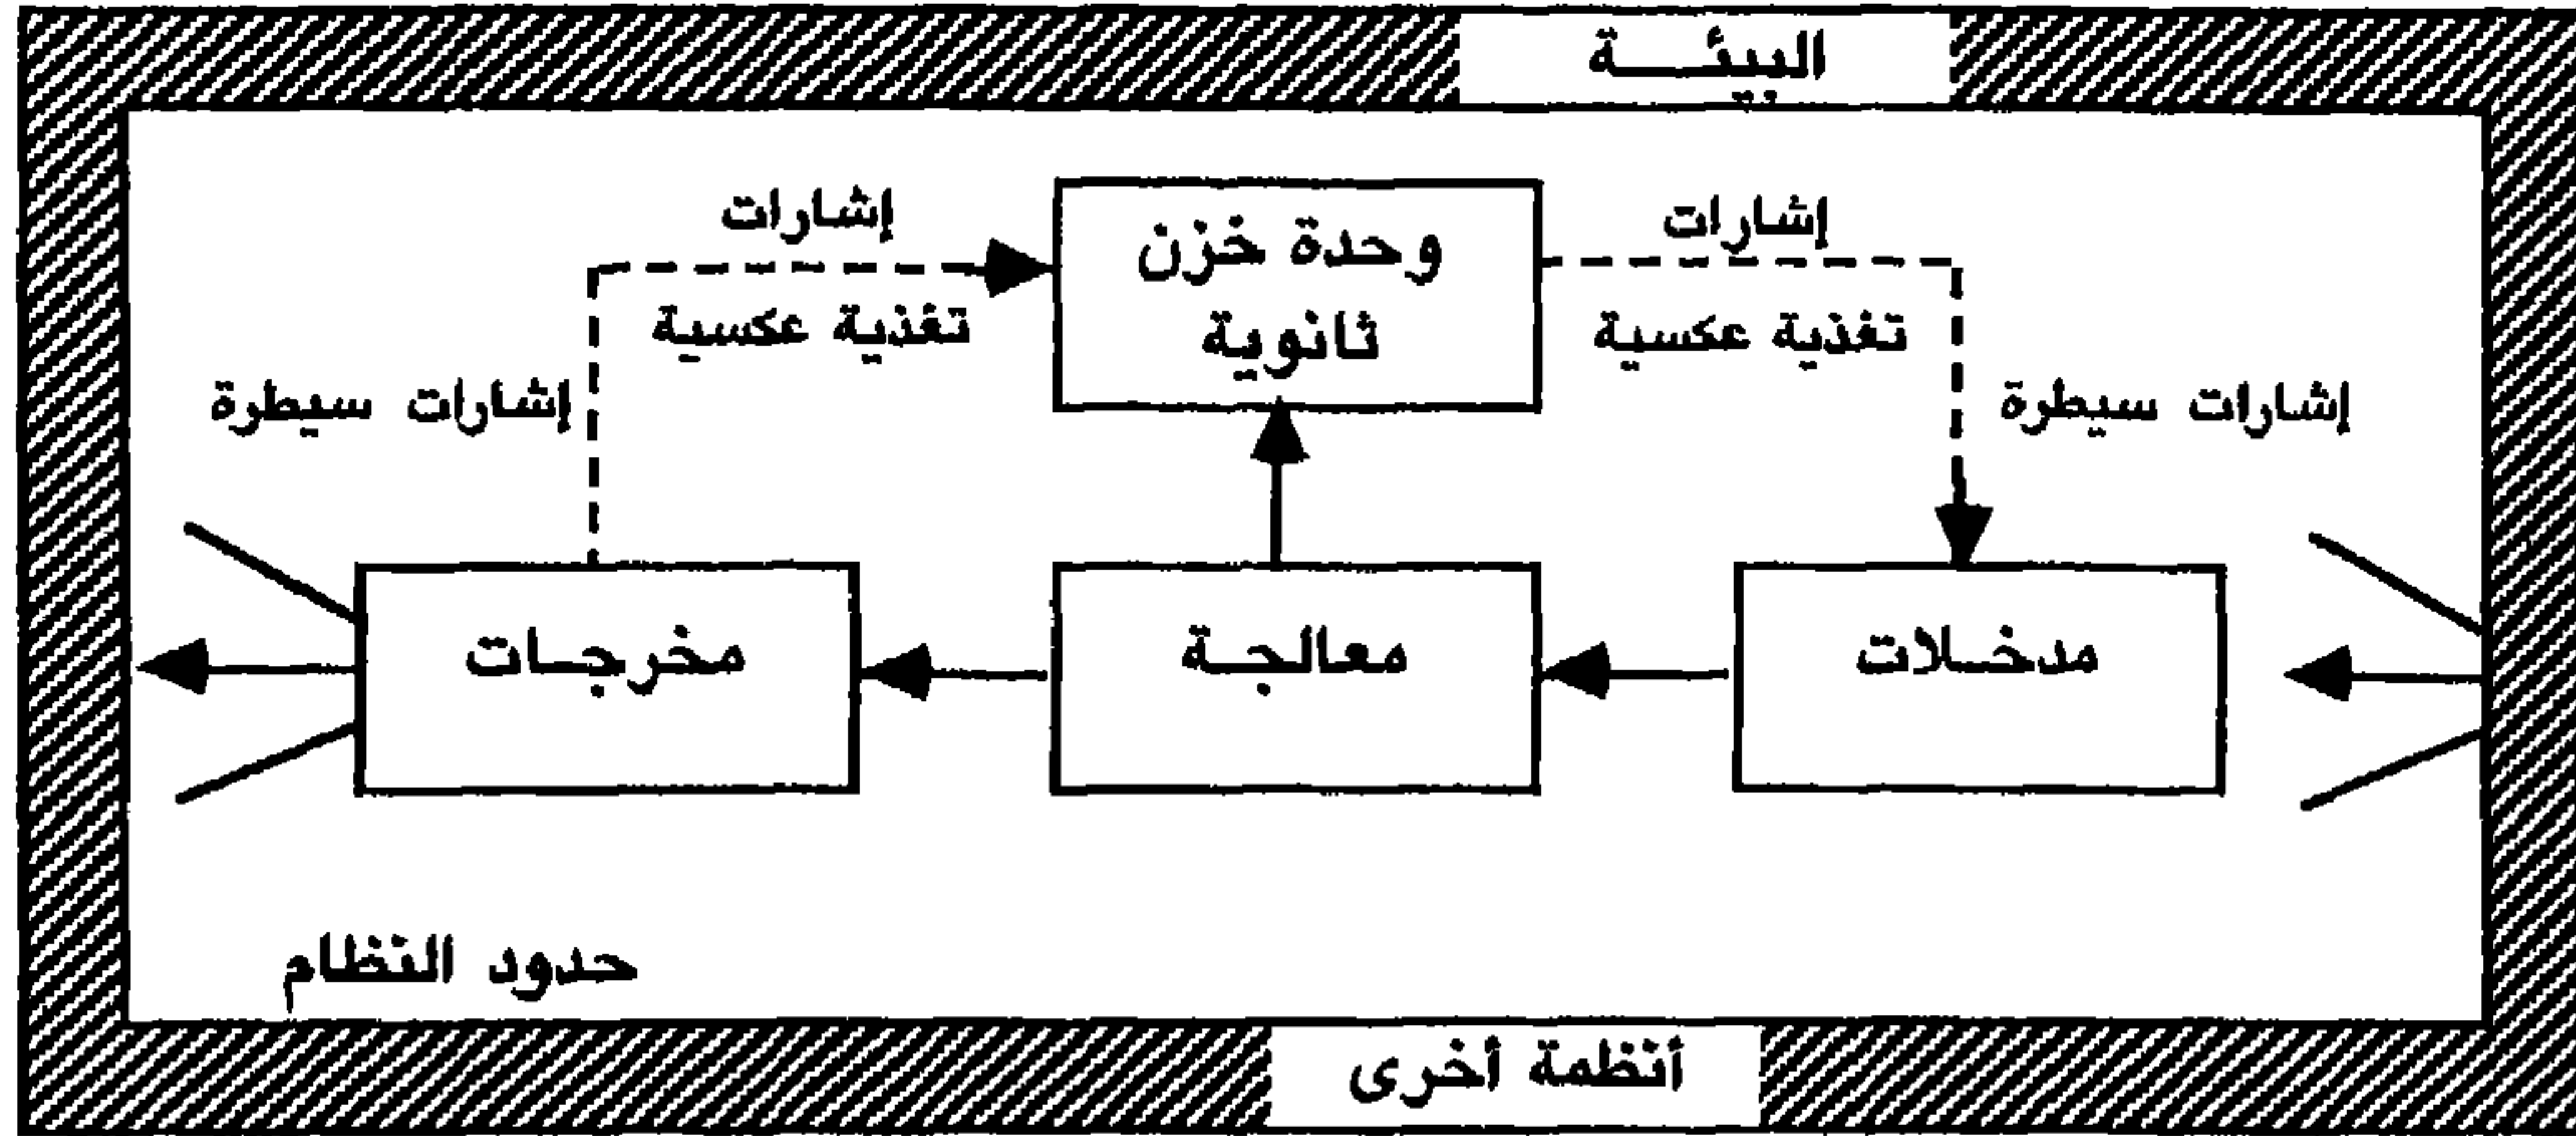 البيئة
إشارات
وحدة خزن
إشارات
تغذية عكسية
ثانوية
تغذية عكسية
إشارات سيطرة
إشارات سيطرة
مدخلات
معالجة
مخرجات
حدود النظام
أنظمة أخرى